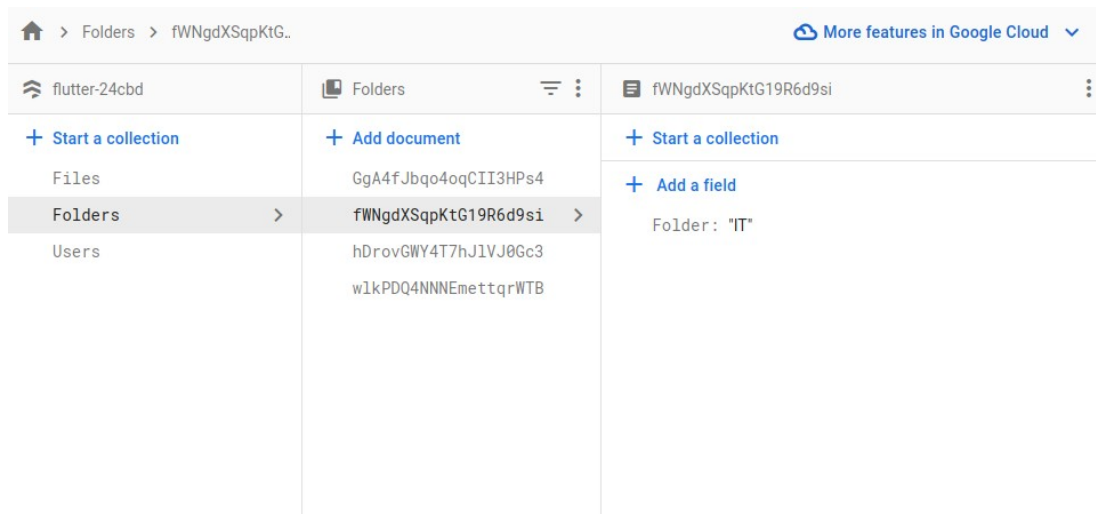 Folders > fWNgdXSqpKtG..
More features in Google Cloud
flutter-24cbd
Start a collection
Files
Folders
Users
Folders
Add document
GgA4fJbqo4oqCII3HPs4
fWNgdXSqpKtG19R6d9si
hDrovGWY4T7hJlVJ0Gc3
wlkPDQ4NNNEmettqrWTB
fWNgdXSqpKtG19R6d9si
Start a collection
Add a field
Folder: "IT"